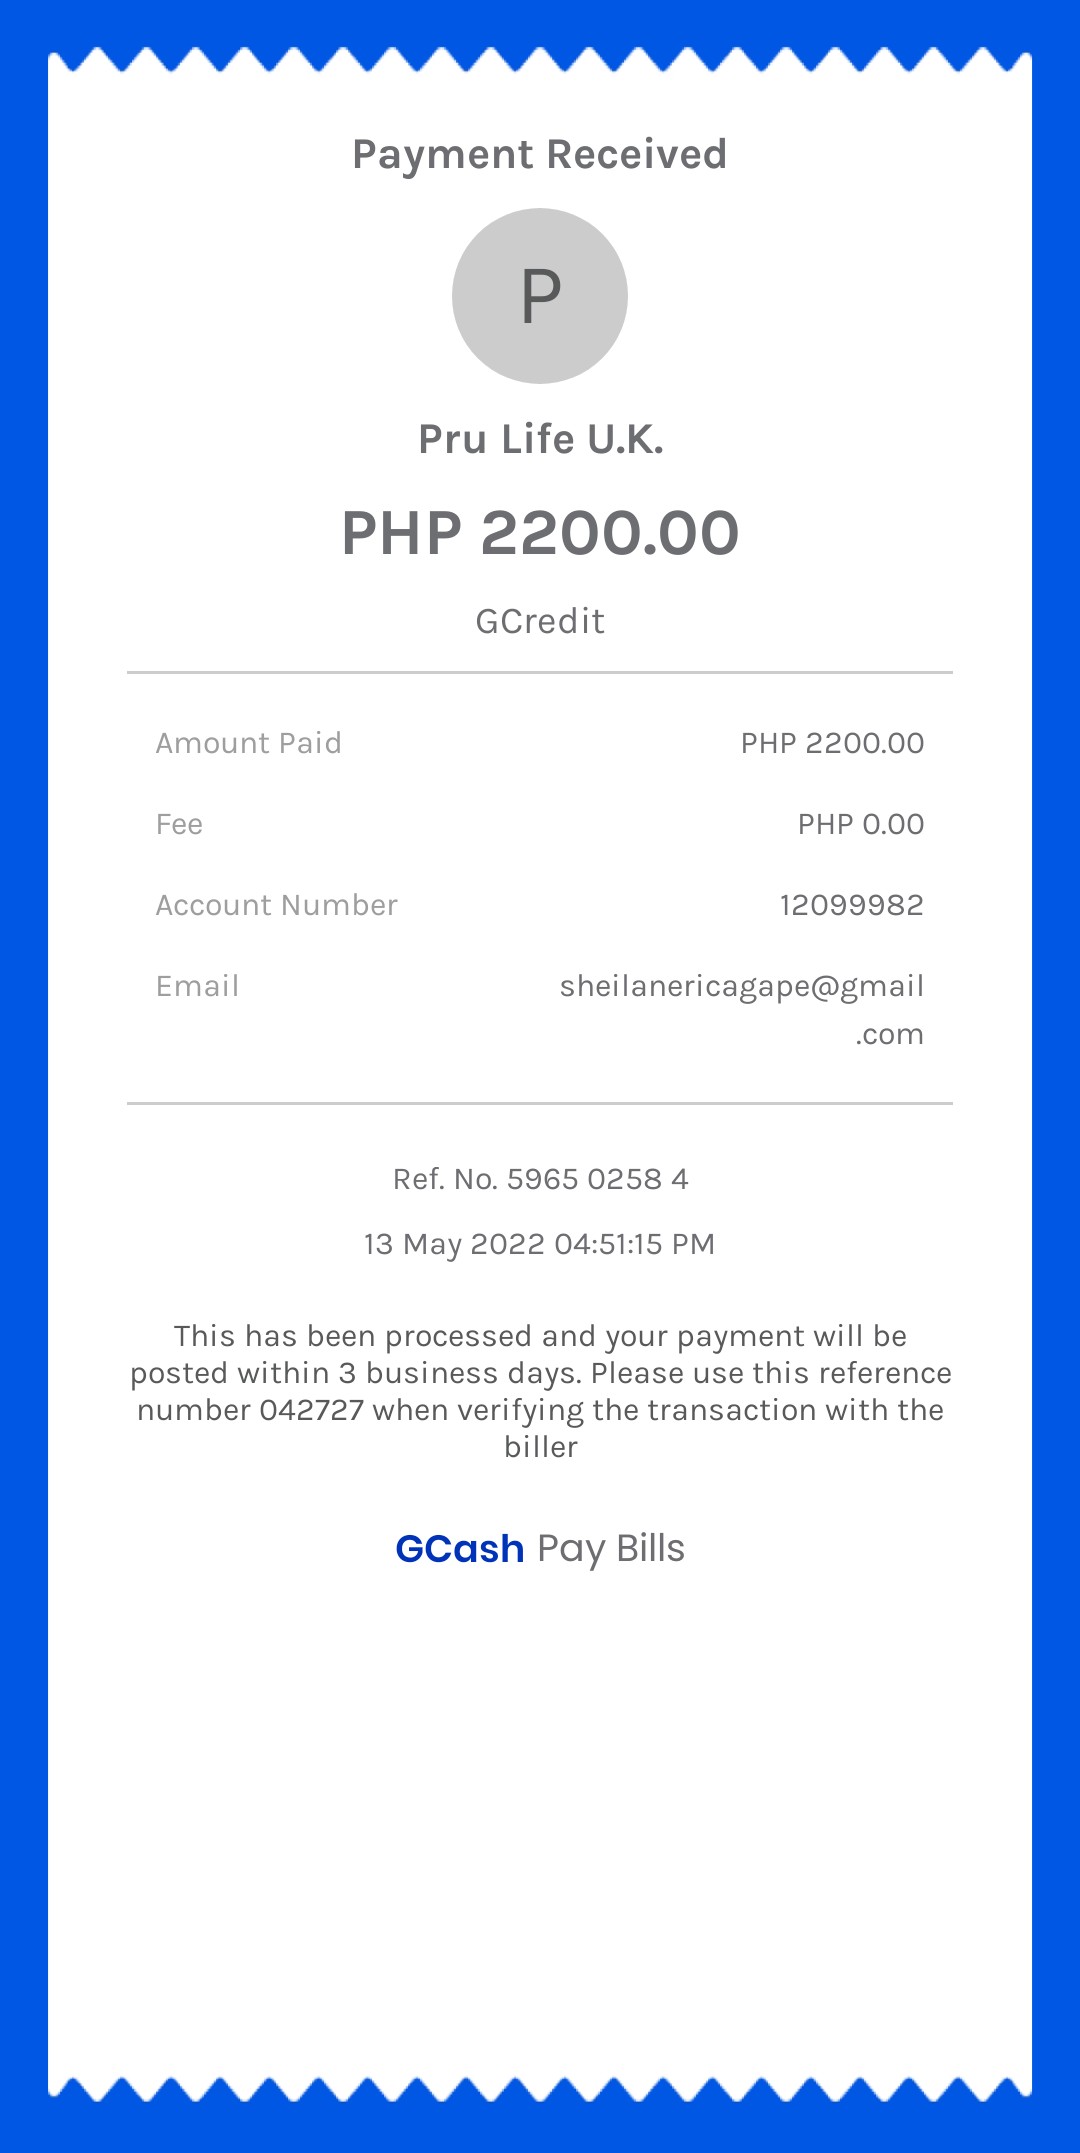 Payment Received
P
Pru Life U.K.
PHP 2200.00
GCredit
Amount Paid PHP 2200.00
Fee PHP 0.00
Account Number 12099982
Email sheilanericagape@gmail
.com
Ref. No. 5965 0258 4
13 May 2022 04:51:15 PM
This has been processed and your payment will be
posted within 3 business days. Please use this reference
number 042727 when verifying the transaction with the
biller
GCash Pay Bills